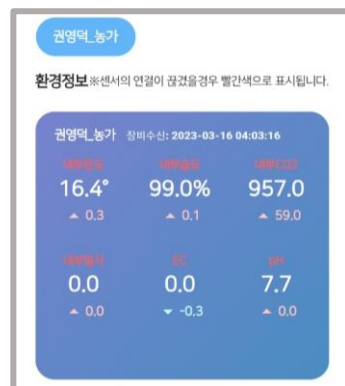 권영덕_농가
환경정보 ※센서의 연결이 끊겼을경우 빨간색으로 표시됩니다.
권영덕_농가 장비수신: 2023-03-16 04:03:16
내부온도 내부습도 내부CO2
16.4° 99.0% 957.0
▲ 0.3 ▲ 0.1 ▲ 59.0
내부일사 EC pH
0.0 0.0 7.7
▲ 0.0 ▼ -0.3 ▲ 0.0